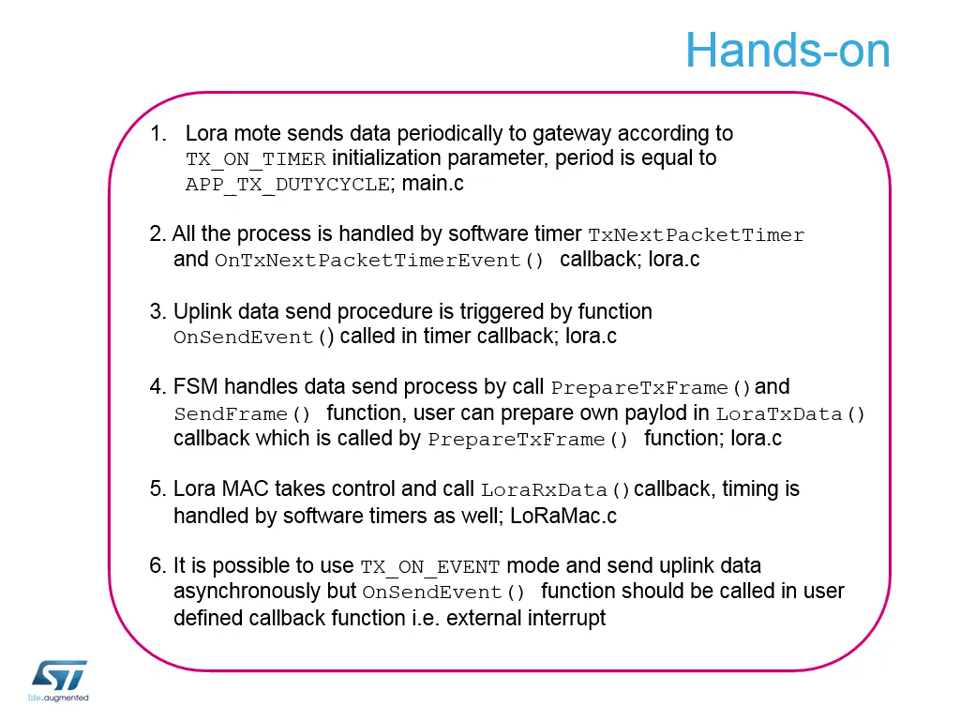 Hands-on
1. Lora mote sends data periodically to gateway according to
TX_ON_TIMER initialization parameter, period is equal to
APP_TX_DUTYCYCLE; main.c
2. All the process is handled by software timer TxNextPacketTimer
and OnTxNextPacketTimerEvent() callback; lora.c
3. Uplink data send procedure is triggered by function
OnSendEvent() called in timer callback; lora.c
4. FSM handles data send process by call PrepareTxFrame()and
SendFrame() function, user can prepare own paylod in LoraTxData()
callback which is called by PrepareTxFrame() function; lora.c
5. Lora MAC takes control and call LoraRxData()callback, timing is
handled by software timers as well; LoRaMac.c
6. It is possible to use TX_ON_EVENT mode and send uplink data
asynchronously but OnSendEvent() function should be called in user
defined callback function i.e. external interrupt
ST
life.augmented